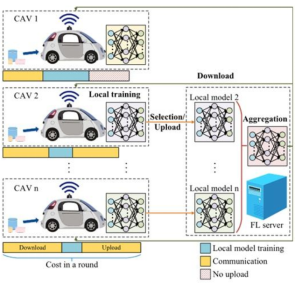 CAV 1
Download
CAV 2
Local training
Selection/
Upload
Local model 2
Aggregation
CAV n
Local model n
FL server
Download
Upload
Cost in a round
Local model training
Communication
No upload